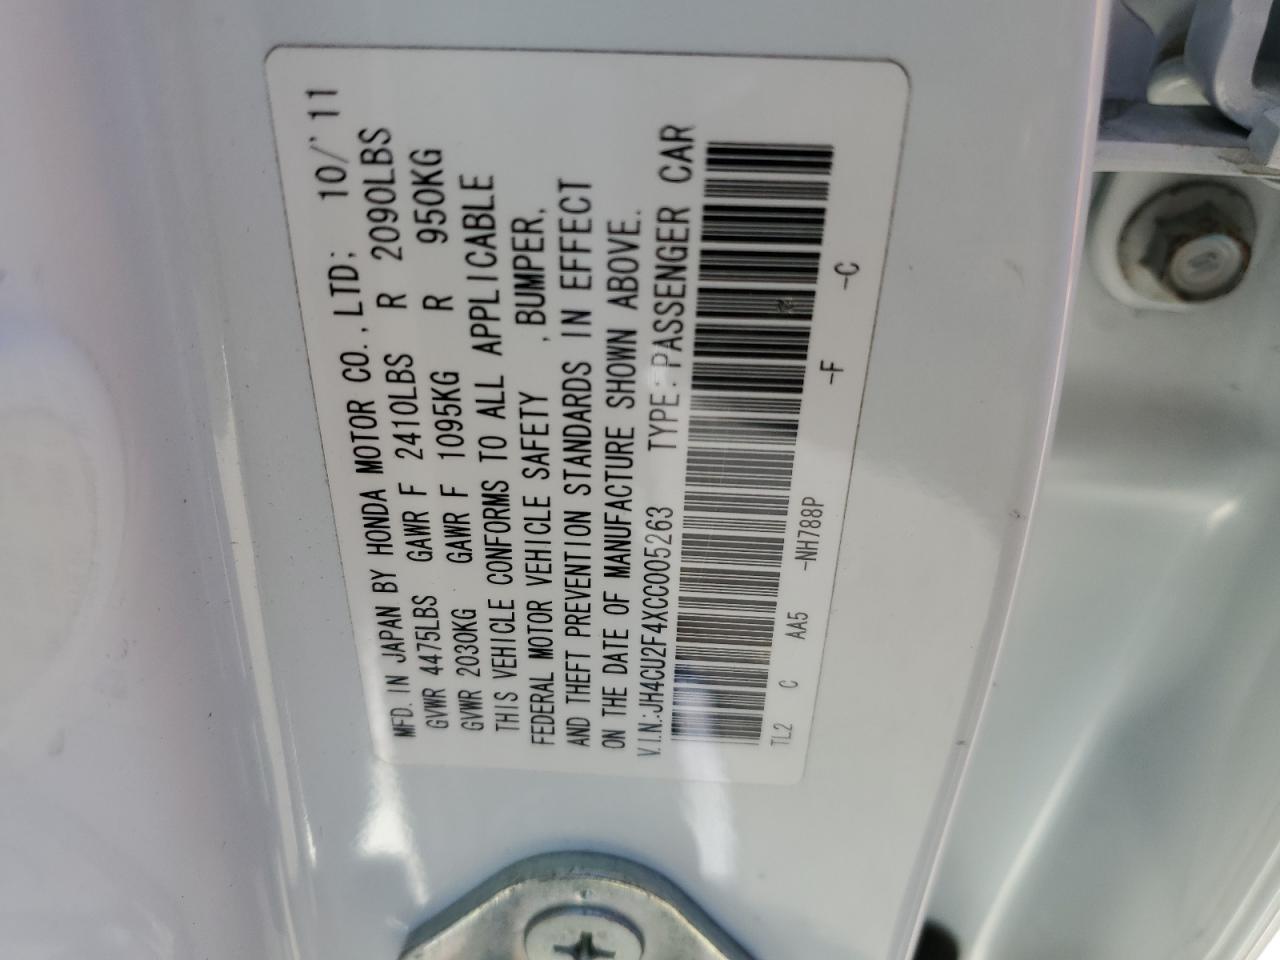 MFD. IN JAPAN BY HONDA MOTOR CO., LTD: 10/'11
GVWR 4475LBS GAWR F 2410LBS R 2090LBS
GVWR 2030KG GAWR F 1095KG R 950KG
THIS VEHICLE CONFORMS TO ALL APPLICABLE
FEDERAL MOTOR VEHICLE SAFETY , BUMPER,
AND THEFT PREVENTION STANDARDS IN EFFECT
ON THE DATE OF MANUFACTURE SHOWN ABOVE.
V.I.N.:JH4CU2F4XCC005263 TYPE:PASSENGER CAR
TL2 C AA5 -NH788P -F -C